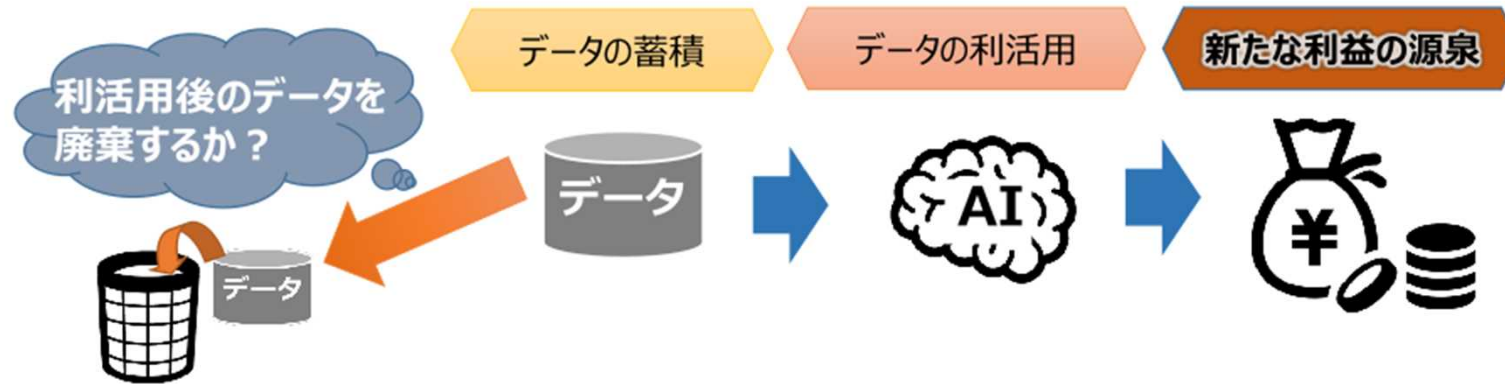 データの蓄積
データの利活用
新たな利益の源泉
利活用後のデータを
廃棄するか？
データ
AI
¥
データ